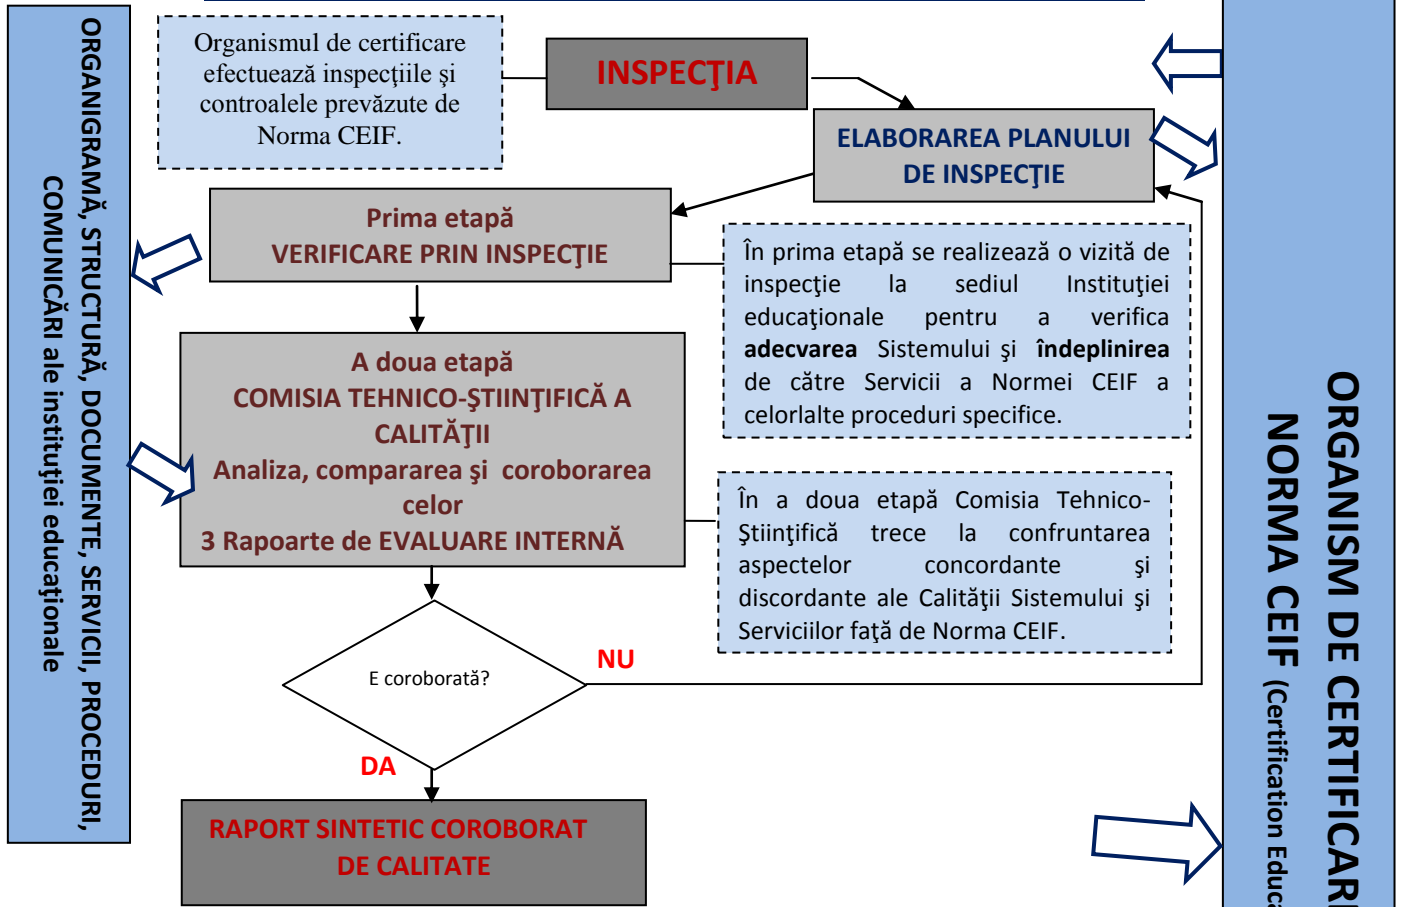 ORGANIGRAMĂ, STRUCTURĂ, DOCUMENTE, SERVICII, PROCEDURI,
COMUNICĂRI ale instituţiei educaţionale
Organismul de certificare
efectuează inspecţiile şi
controalele prevăzute de
Norma CEIF.
INSPECŢIA
ELABORAREA PLANULUI
DE INSPECŢIE
Prima etapă
VERIFICARE PRIN INSPECŢIE
În prima etapă se realizează o vizită de
inspecţie la sediul Instituţiei
educaţionale pentru a verifica
adecvarea Sistemului şi îndeplinirea
de către Servicii a Normei CEIF a
celorlalte proceduri specifice.
A doua etapă
COMISIA TEHNICO-ŞTIINŢIFICĂ A
CALITĂŢII
Analiza, compararea şi coroborarea
celor
3 Rapoarte de EVALUARE INTERNĂ
În a doua etapă Comisia Tehnico-
Ştiinţifică trece la confruntarea
aspectelor concordante şi
discordante ale Calităţii Sistemului şi
Serviciilor faţă de Norma CEIF.
E coroborată?
NU
DA
RAPORT SINTETIC COROBORAT
DE CALITATE
ORGANISM DE CERTIFICAR
NORMA CEIF (Certification Educa